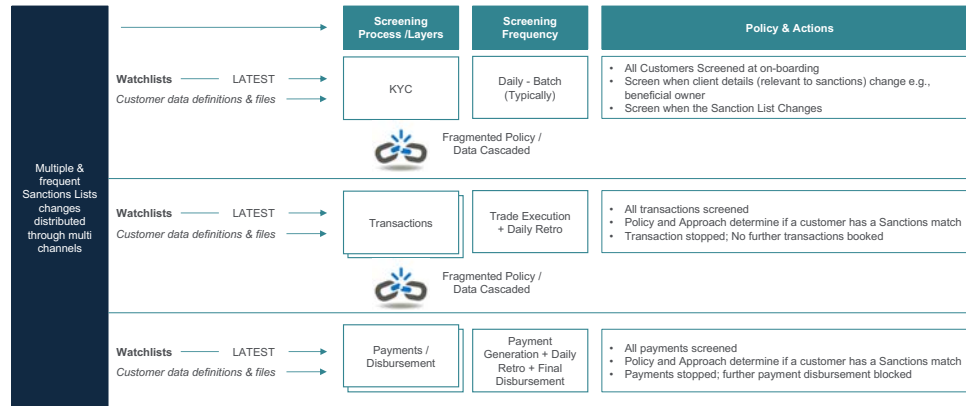 Screening
Process /Layers
Screening
Frequency
Policy & Actions
Multiple &
frequent
Sanctions Lists
changes
distributed
through multi
channels
Watchlists
LATEST
Customer data definitions & files
KYC
Daily - Batch
(Typically)
• All Customers Screened at on-boarding
• Screen when client details (relevant to sanctions) change e.g.,
beneficial owner
• Screen when the Sanction List Changes
Fragmented Policy /
Data Cascaded
Watchlists
LATEST
Customer data definitions & files
Transactions
Trade Execution
+ Daily Retro
• All transactions screened
• Policy and Approach determine if a customer has a Sanctions match
• Transaction stopped; No further transactions booked
Fragmented Policy /
Data Cascaded
Watchlists
LATEST
Customer data definitions & files
Payments /
Disbursement
Payment
Generation + Daily
Retro + Final
Disbursement
• All payments screened
• Policy and Approach determine if a customer has a Sanctions match
• Payments stopped; further payment disbursement blocked